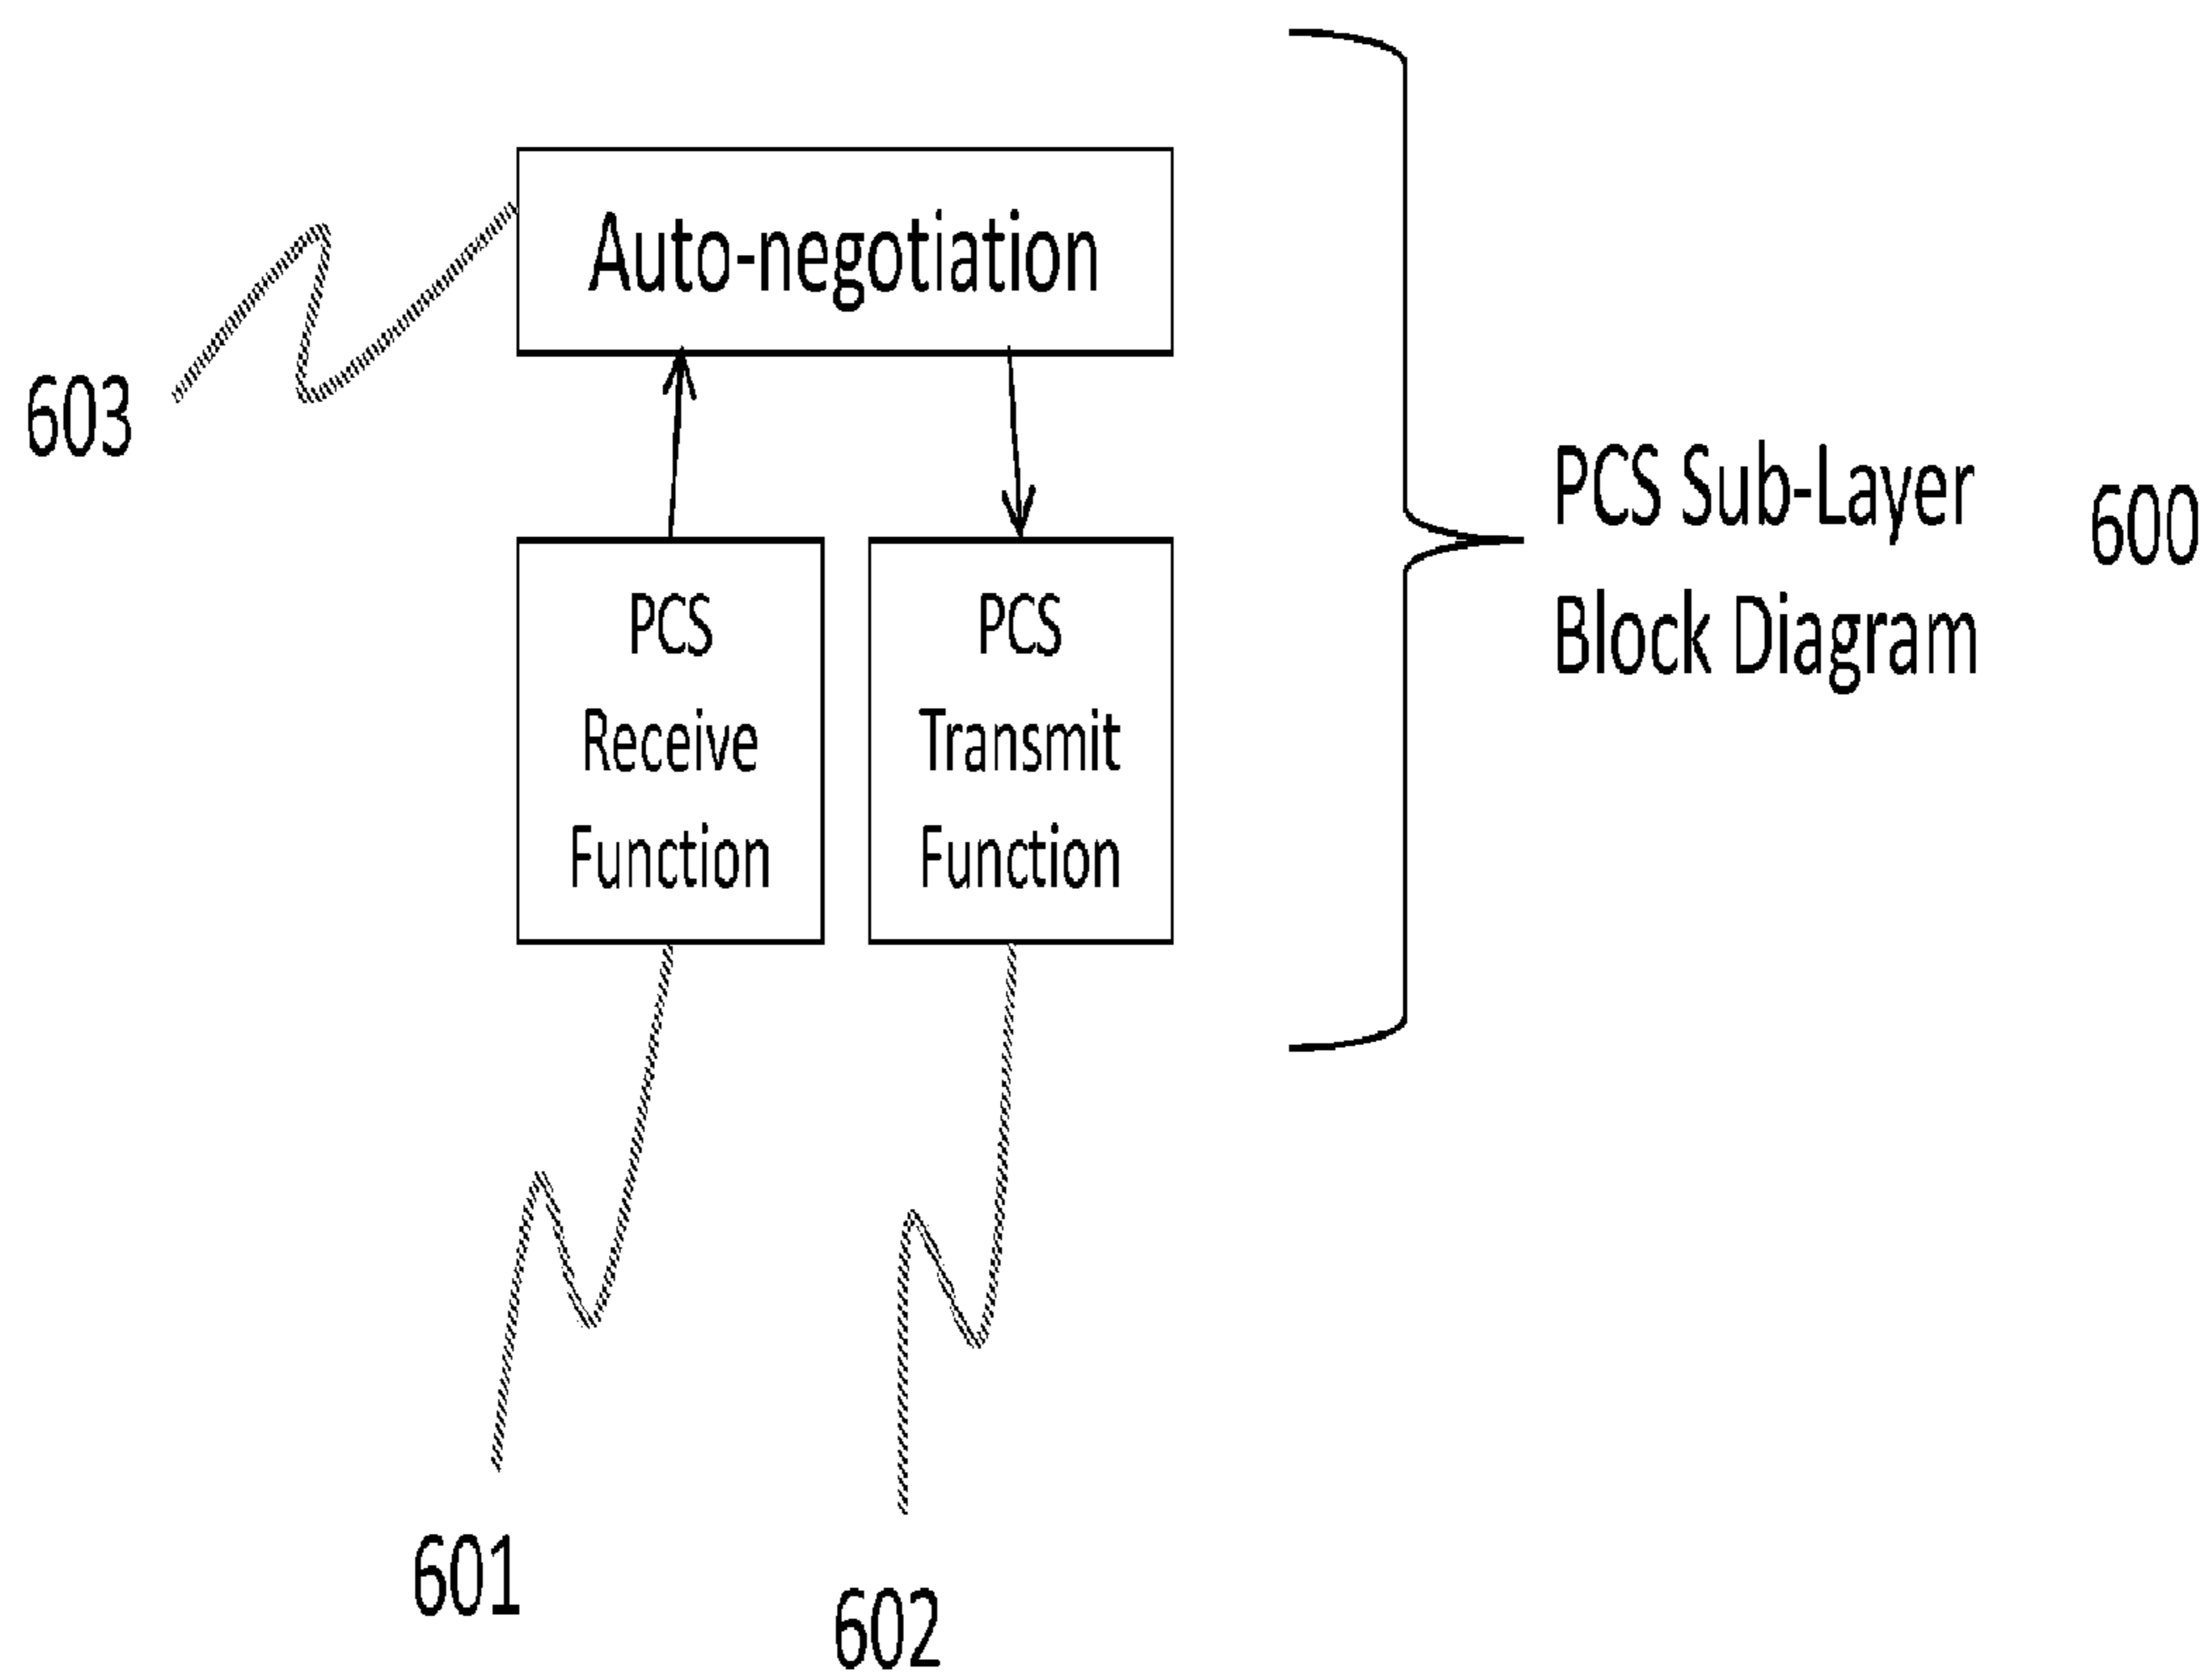 Auto-negotiation
603
PCS
Receive
Function
PCS
Transmit
Function
PCS Sub-Layer
Block Diagram
600
601
602